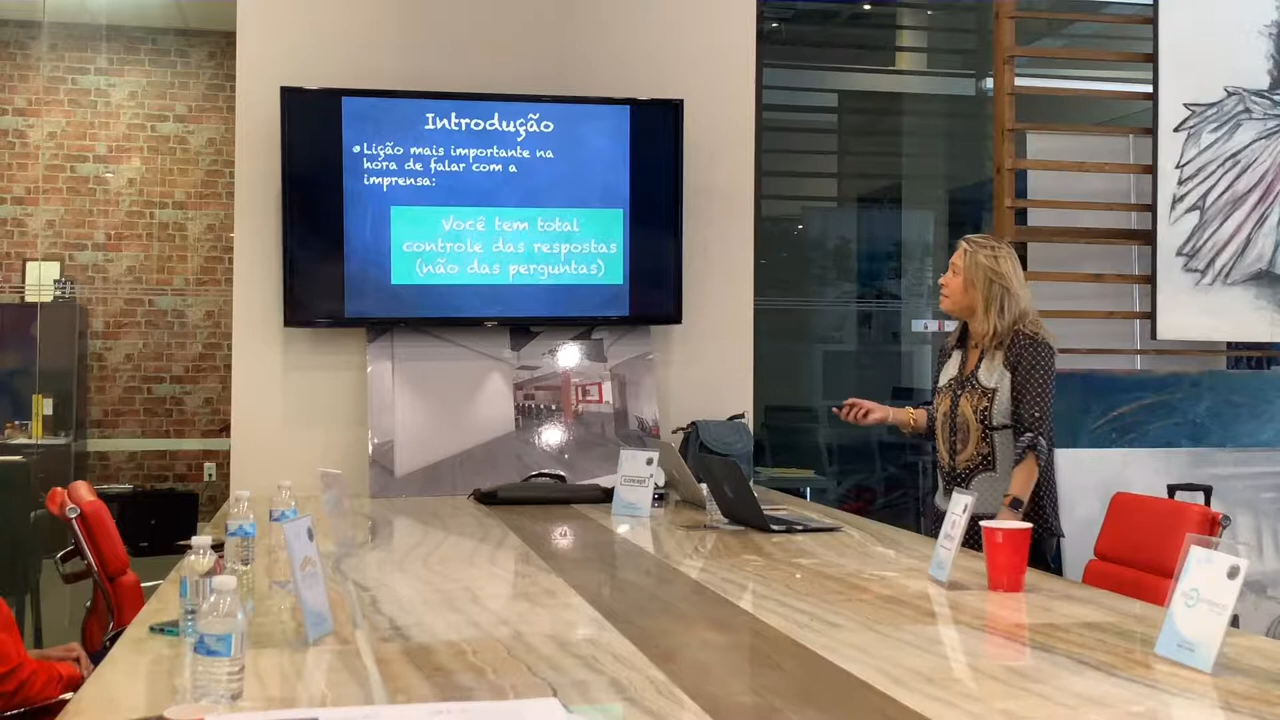 Introdução
Lição mais importante na
hora de falar com a
imprensa:
Você tem total
controle das respostas
(não das perguntas)
concept